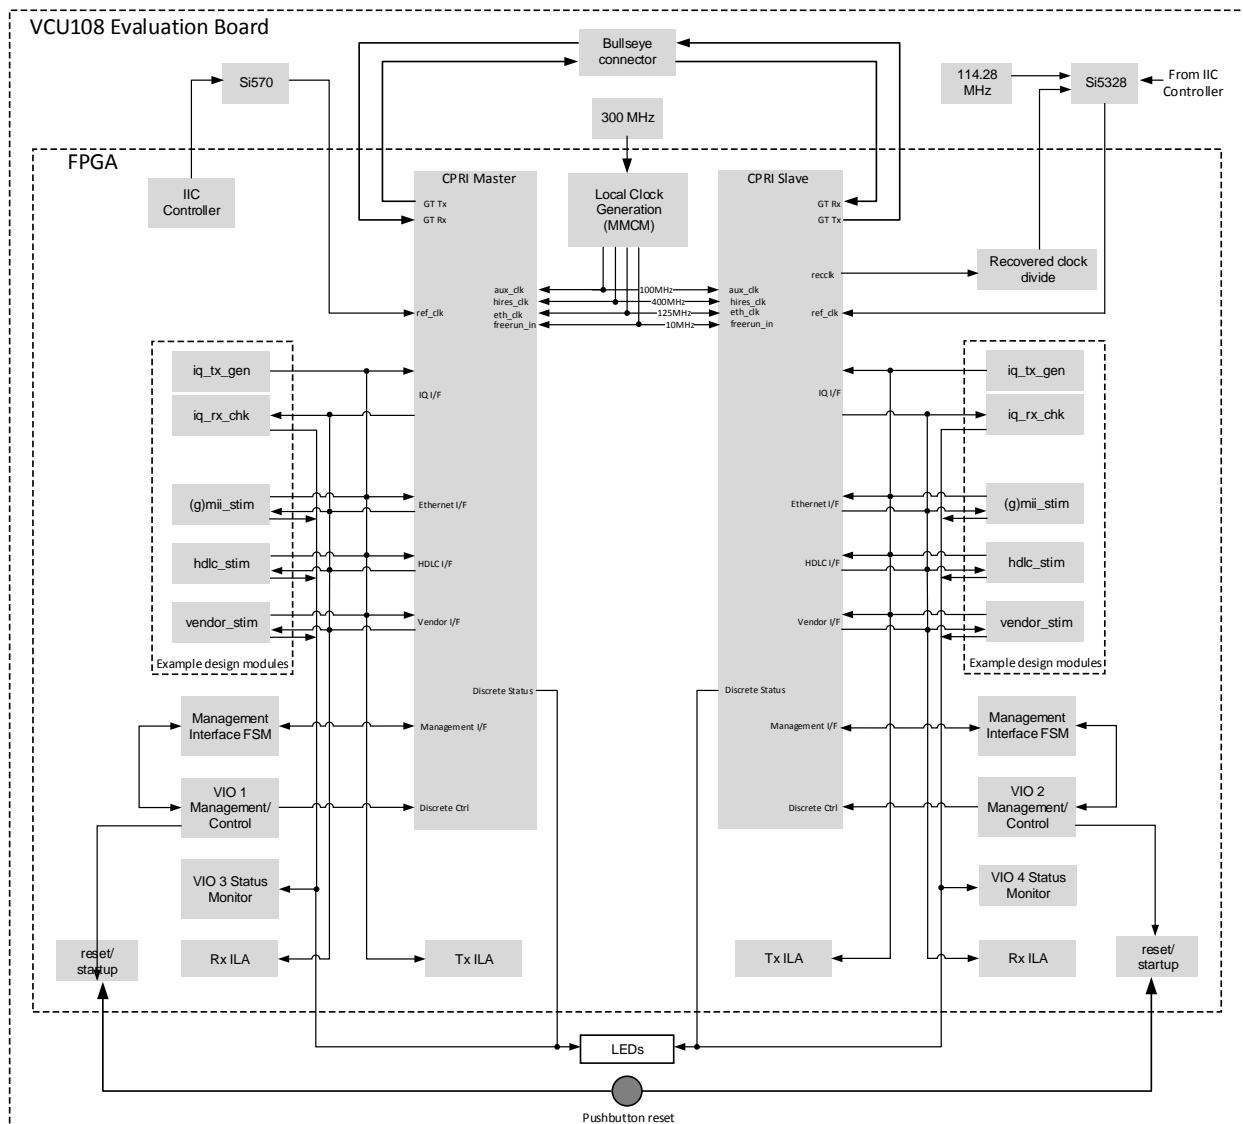 VCU108 Evaluation Board
Bullseye
connector
Si570
114.28
MHz
Si5328
From IIC
Controller
300 MHz
FPGA
IIC
Controller
CPRI Master
Local Clock
Generation
(MMCM)
CPRI Slave
GT Tx
GT Rx
GT Rx
GT Tx
recclk
Recovered clock
divide
aux_clk
100MHz
aux_clk
hires_clk
400MHz
hires_clk
ref_clk
eth_clk
125MHz
eth_clk
ref_clk
freerun_in
10MHz
freerun_in
iq_tx_gen
iq_tx_gen
IQ I/F
IQ I/F
iq_rx_chk
iq_rx_chk
(g)mii_stim
Ethernet I/F
Ethernet I/F
(g)mii_stim
hdlc_stim
HDLC I/F
HDLC I/F
hdlc_stim
vendor_stim
Vendor I/F
Vendor I/F
vendor_stim
Example design modules
Example design modules
Discrete Status
Discrete Status
Management
Interface FSM
Management I/F
Management I/F
Management
Interface FSM
VIO 1
Management/
Control
Discrete Ctrl
Discrete Ctrl
VIO 2
Management/
Control
VIO 3 Status
Monitor
VIO 4 Status
Monitor
reset/
startup
Rx ILA
Tx ILA
Tx ILA
Rx ILA
reset/
startup
LEDs
Pushbutton reset